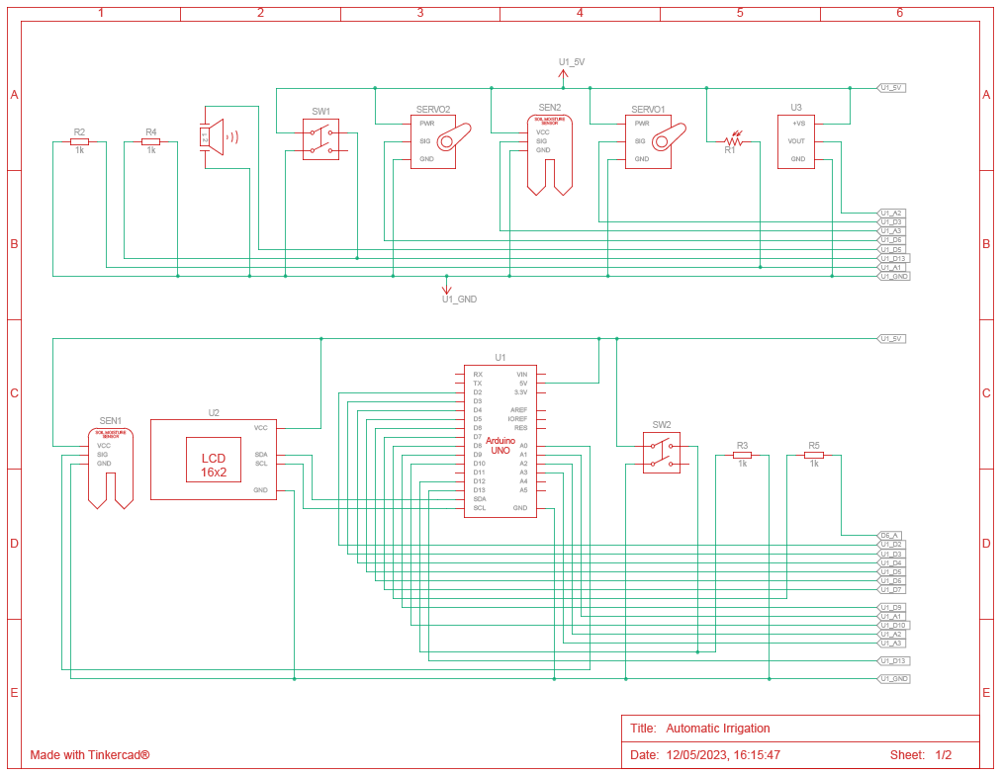 1 2 3 4 5 6
A A
B B
C C
D D
E E
U1_5V
U1_5V
R2
1k
R4
1k
1 2
SW1
SERVO2
PWR
SIG
GND
SEN2
SOIL MOISTURE
SENSOR
VCC
SIG
GND
SERVO1
PWR
SIG
GND
R1
U3
+VS
VOUT
GND
U1_A2
U1_D3
U1_A3
U1_D6
U1_D5
U1_D13
U1_A1
U1_GND
U1_GND
U1_5V
SEN1
SOIL MOISTURE
SENSOR
VCC
SIG
GND
U2
LCD
16x2
VCC
SDA
SCL
GND
U1
Arduino
UNO
RX
TX
D2
D3
D4
D5
D6
D7
D8
D9
D10
D11
D12
D13
SDA
SCL
VIN
5V
3.3V
AREF
IOREF
RES
A0
A1
A2
A3
A4
A5
GND
SW2
R3
1k
R5
1k
D6_A
U1_D2
U1_D3
U1_D4
U1_D5
U1_D6
U1_D7
U1_D9
U1_A1
U1_D10
U1_A2
U1_A3
U1_D13
U1_GND
Title: Automatic Irrigation
Made with Tinkercad®
Date: 12/05/2023, 16:15:47 Sheet: 1/2